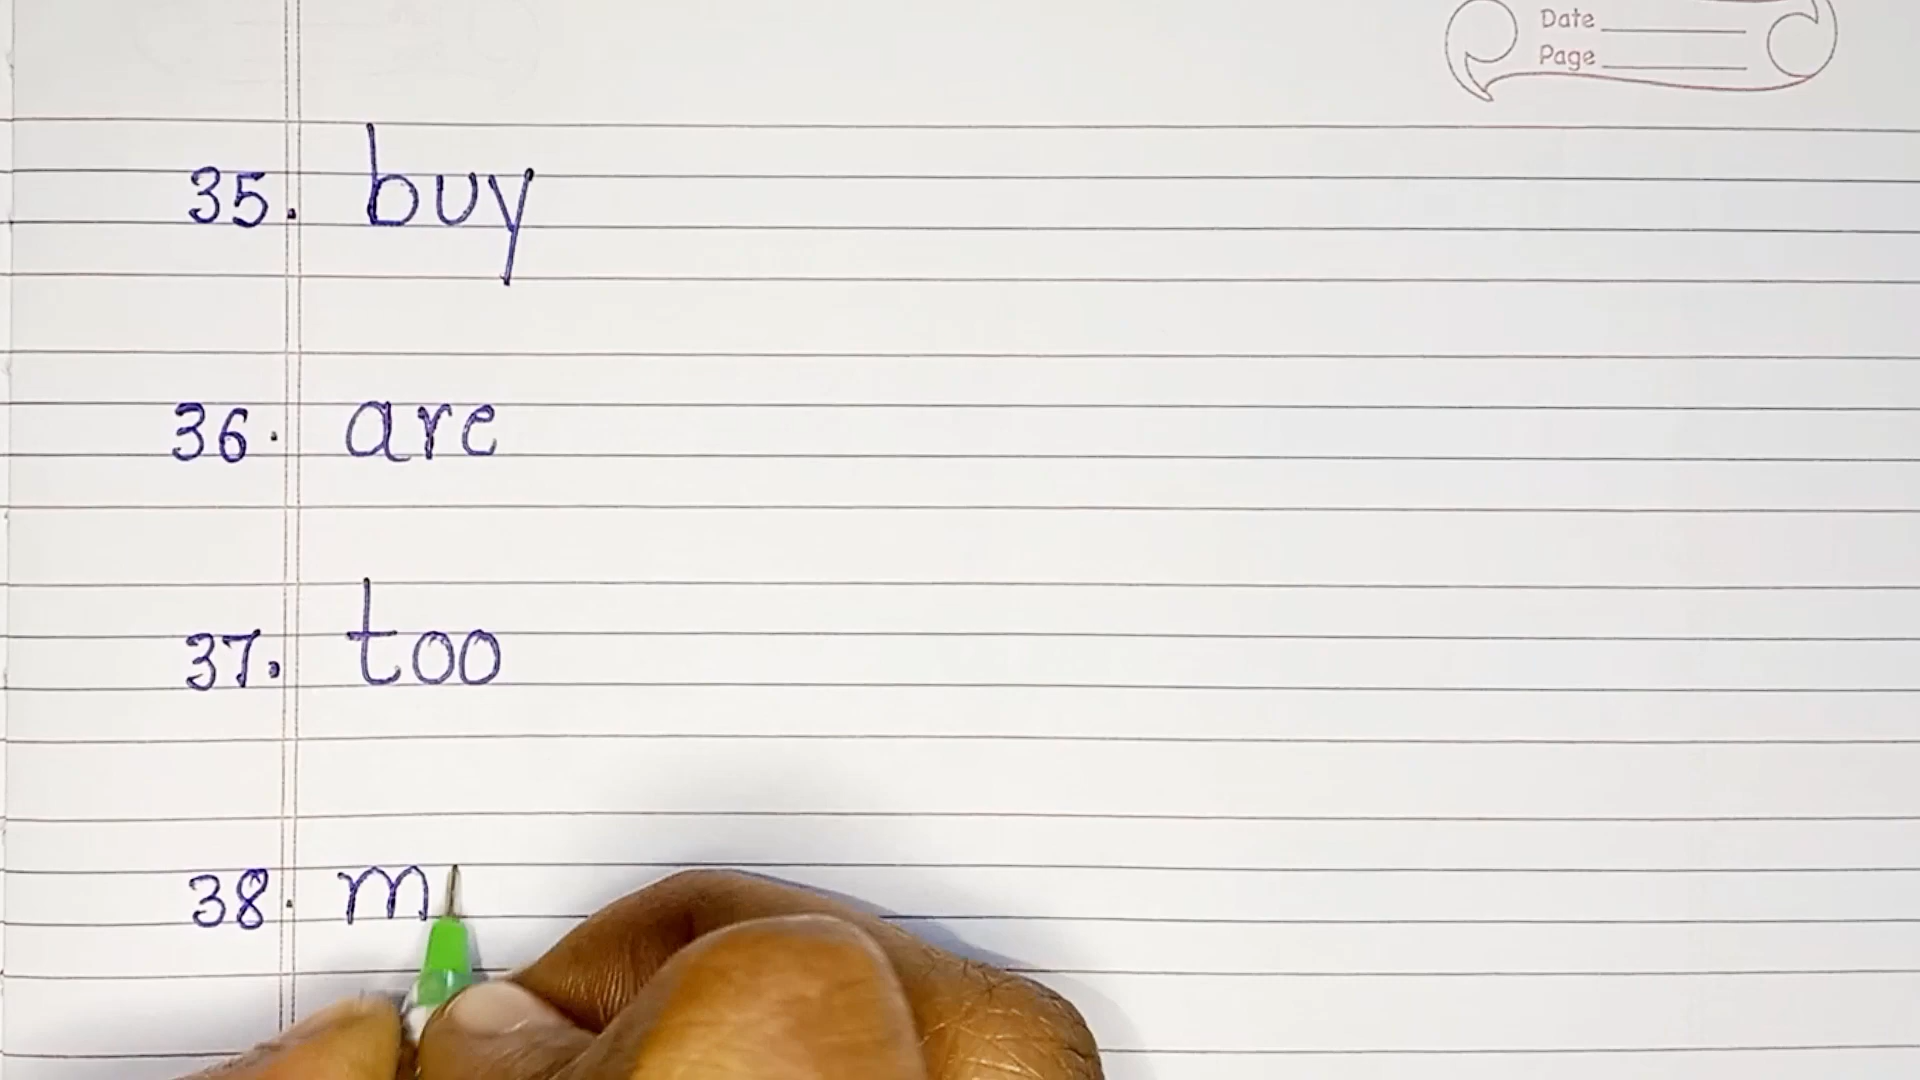 Date
Page
35. buy
36. are
37. too
38. m